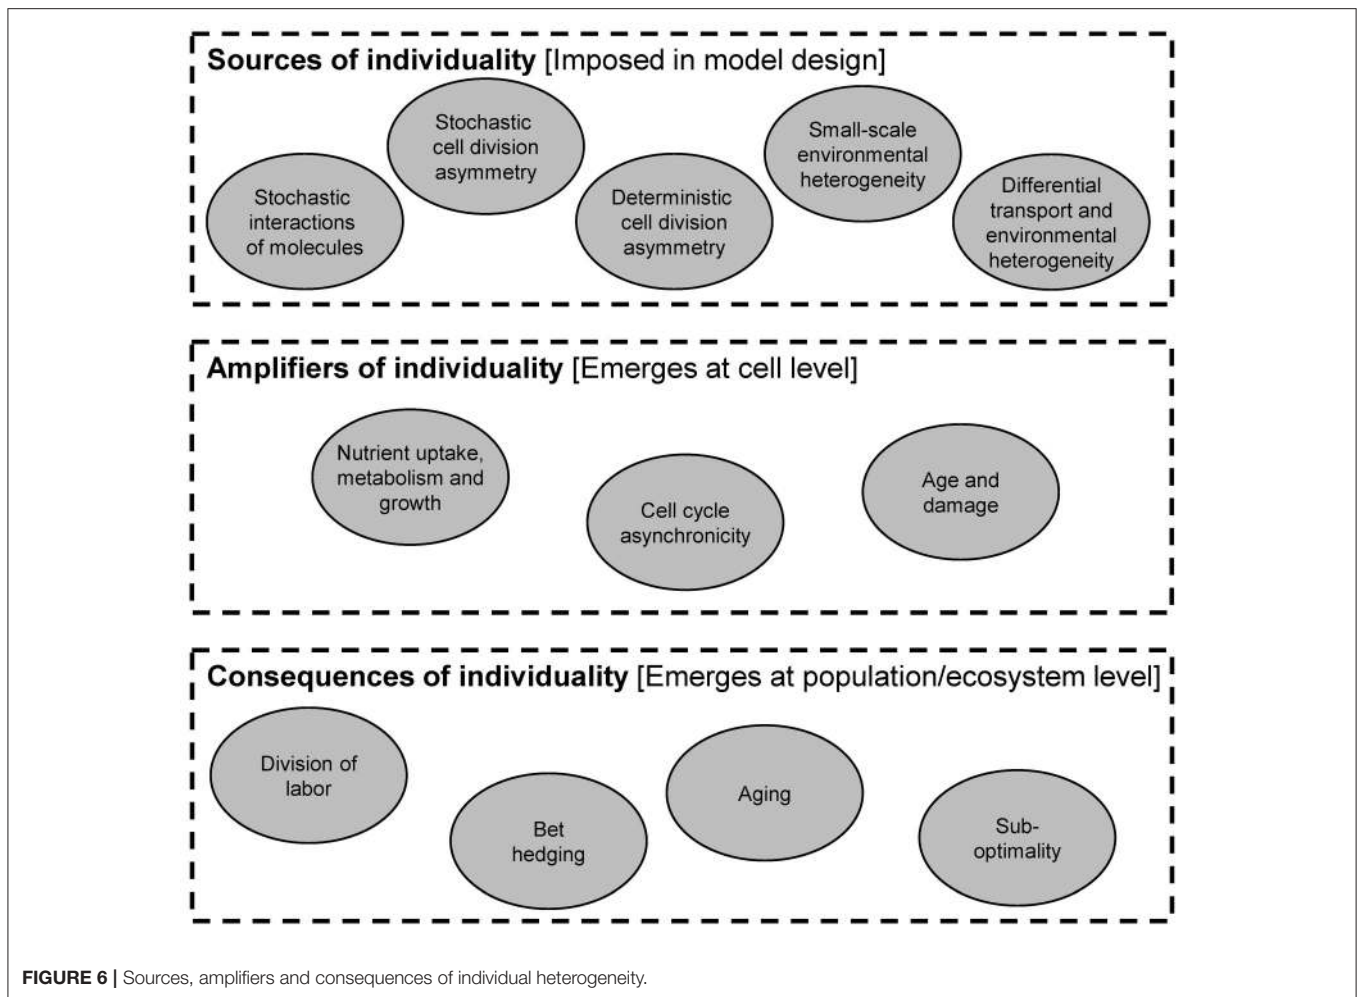 Sources of individuality [Imposed in model design]
Stochastic
interactions
of molecules
Stochastic
cell division
asymmetry
Deterministic
cell division
asymmetry
Small-scale
environmental
heterogeneity
Differential
transport and
environmental
heterogeneity
Amplifiers of individuality [Emerges at cell level]
Nutrient uptake,
metabolism and
growth
Cell cycle
asynchronicity
Age and
damage
Consequences of individuality [Emerges at population/ecosystem level]
Division of
labor
Bet
hedging
Aging
Sub-
optimality
FIGURE 6 | Sources, amplifiers and consequences of individual heterogeneity.